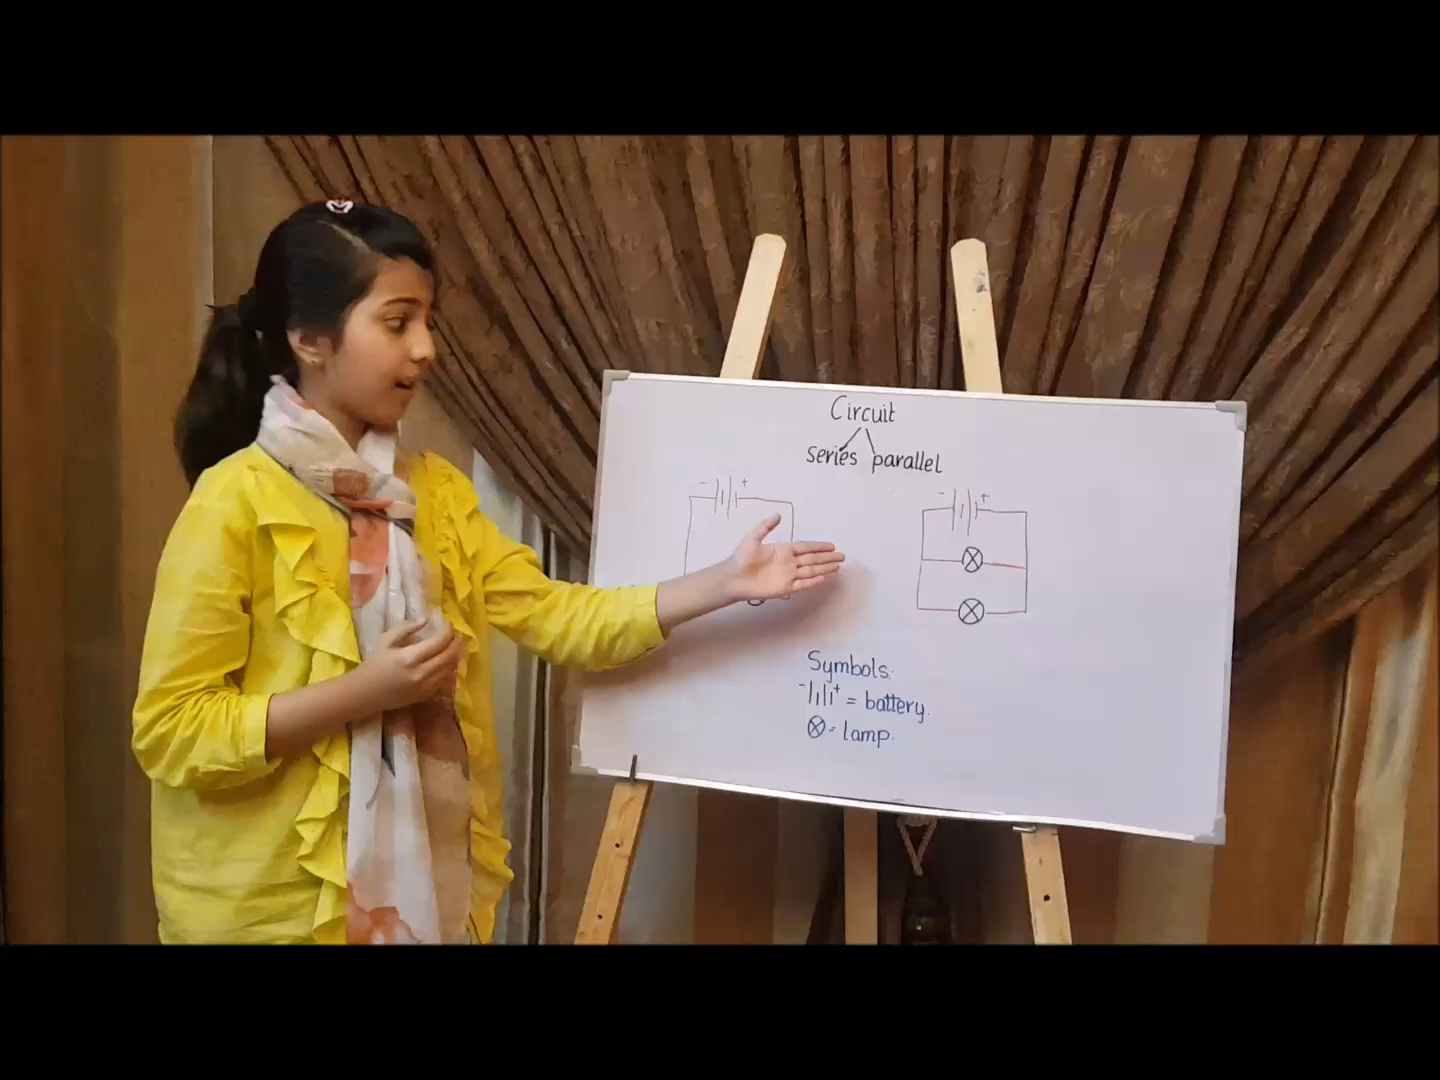 Circuit
series parallel
- +
- +
Symbols:
- + = battery.
= lamp.